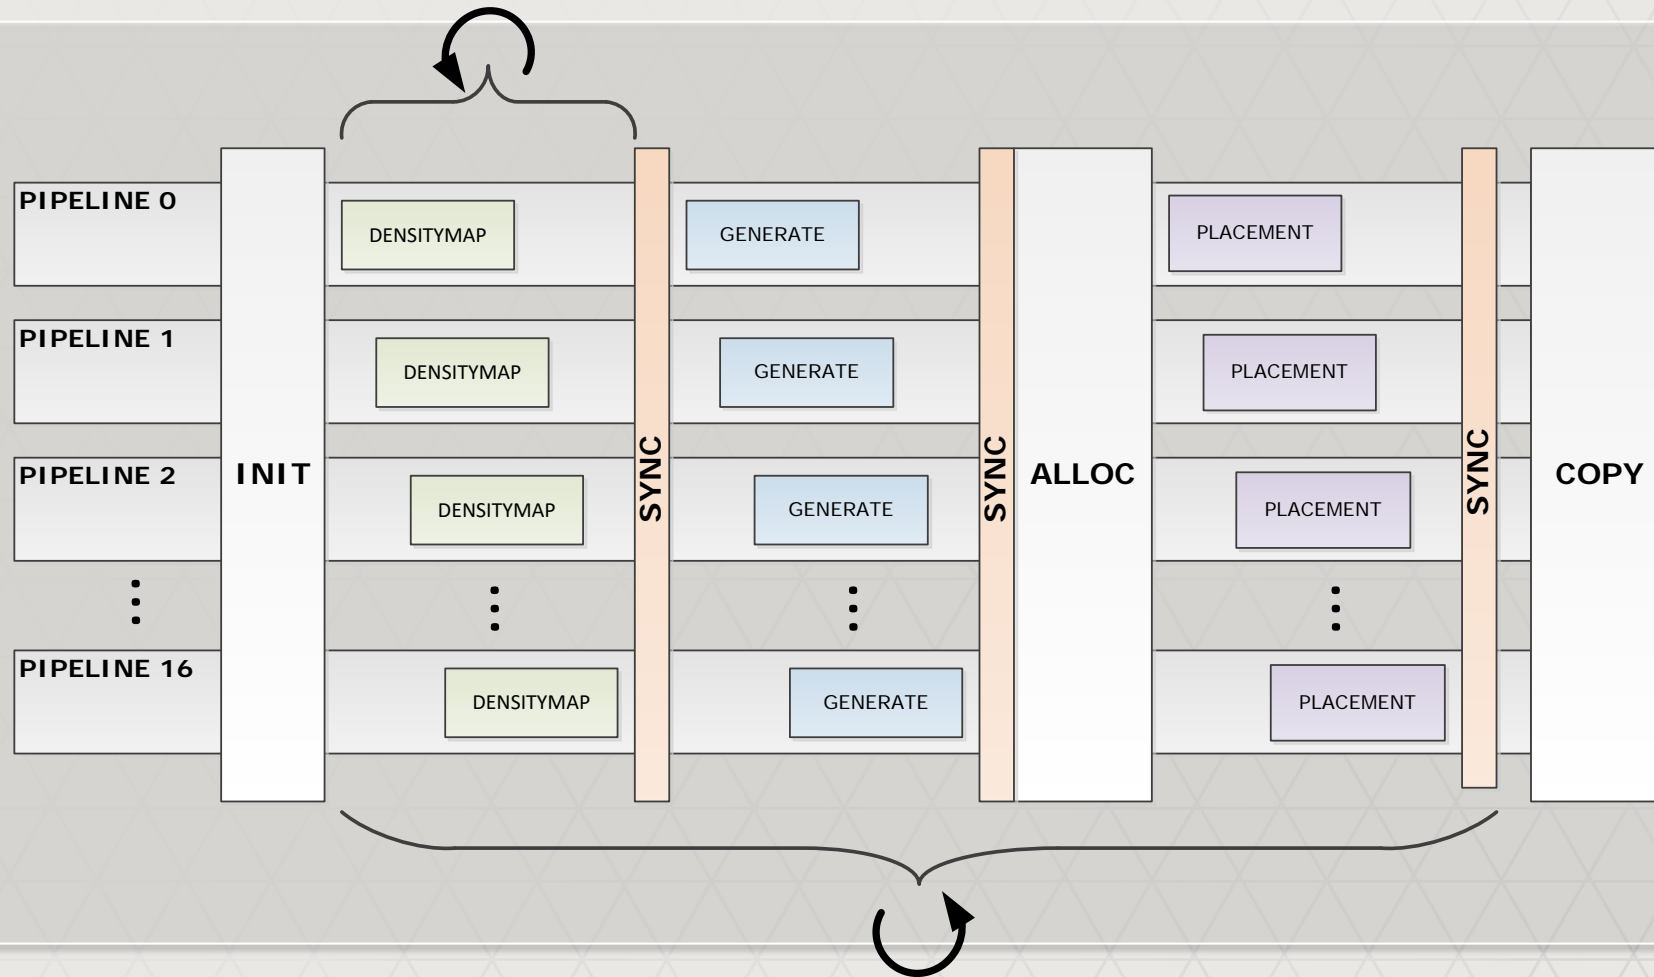 PIPELINE 0
DENSITYMAP
GENERATE
PLACEMENT
PIPELINE 1
DENSITYMAP
GENERATE
PLACEMENT
PIPELINE 2
INIT
DENSITYMAP
SYNC
GENERATE
SYNC
ALLOC
PLACEMENT
SYNC
COPY
PIPELINE 16
DENSITYMAP
GENERATE
PLACEMENT